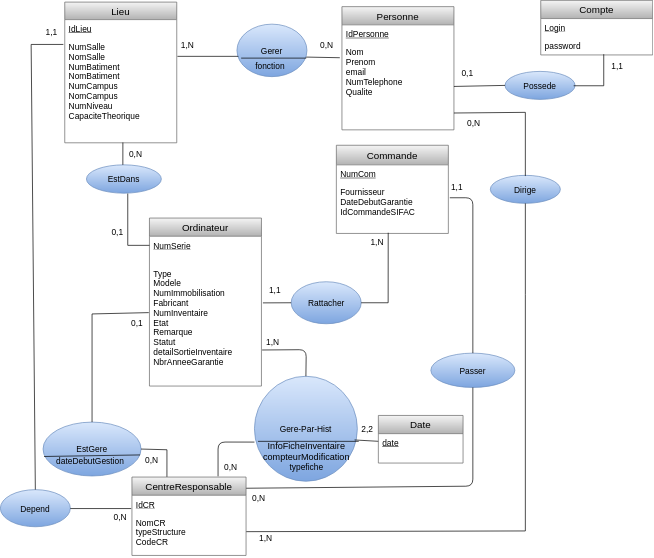 Lieu
IdLieu
NumSalle
NomSalle
NumBatiment
NomBatiment
NumCampus
NomCampus
NumNiveau
CapaciteTheorique
1,1
1,N
Gerer
fonction
0,N
Personne
IdPersonne
Nom
Prenom
email
NumTelephone
Qualite
Compte
Login
password
0,1
1,1
Possede
0,N
Dirige
0,N
EstDans
0,1
Commande
NumCom
Fournisseur
DateDebutGarantie
IdCommandeSIFAC
1,1
1,N
Ordinateur
NumSerie
Type
Modele
NumImmobilisation
Fabricant
NumInventaire
Etat
Remarque
Statut
detailSortieInventaire
NbrAnneeGarantie
1,1
Rattacher
0,1
1,N
Passer
Gere-Par-Hist
InfoFicheInventaire
compteurModification
typefiche
2,2
Date
date
EstGere
dateDebutGestion
0,N
0,N
0,N
CentreResponsable
IdCR
NomCR
typeStructure
CodeCR
Depend
0,N
1,N